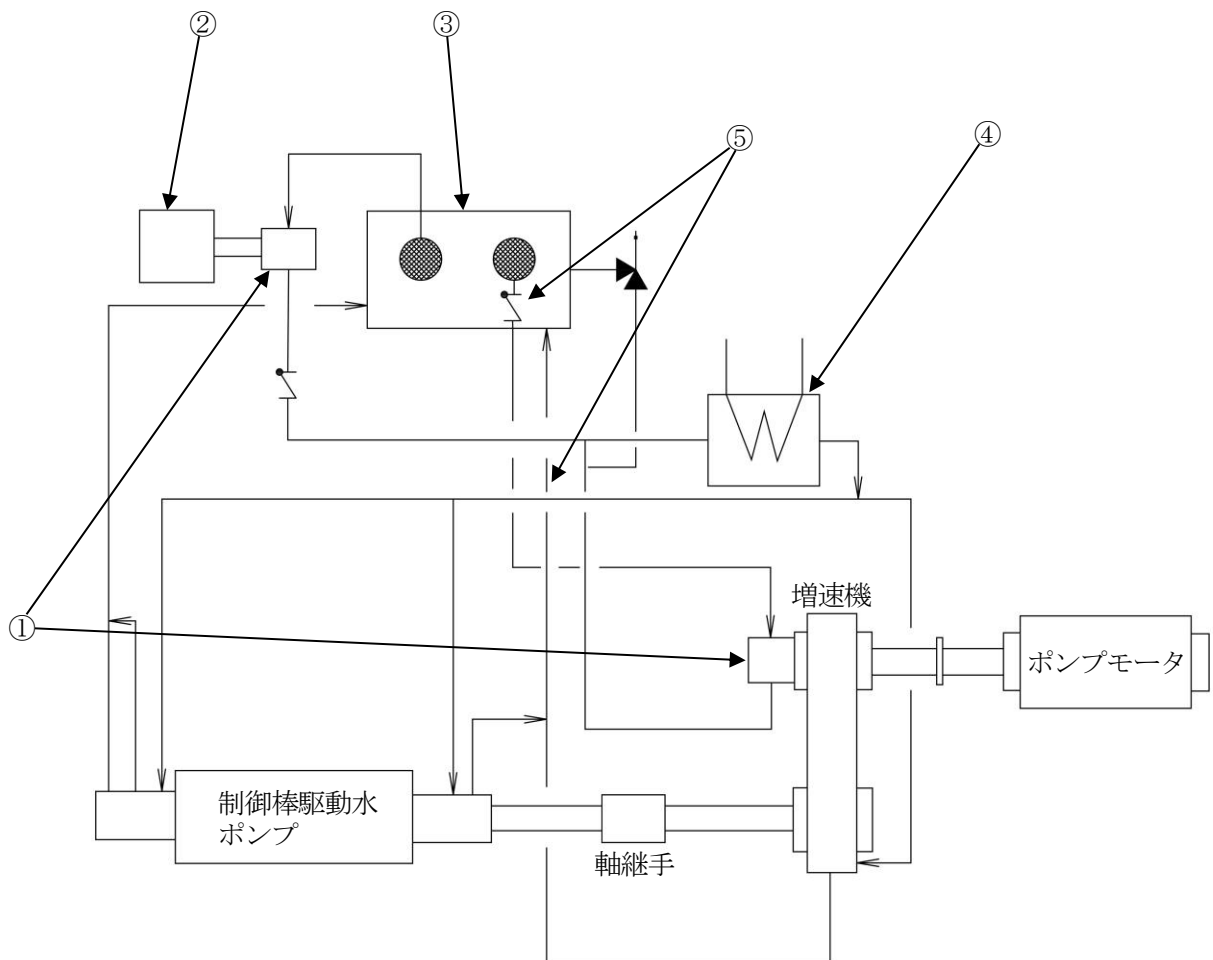 ②
③
⑤
④
①
増速機
ポンプモータ
制御棒駆動水
ポンプ
軸継手